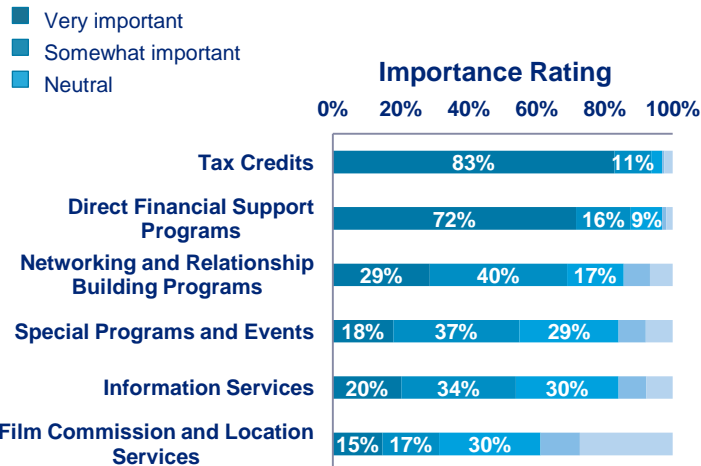 Very important
Somewhat important
Neutral
Importance Rating
0% 20% 40% 60% 80% 100%
Tax Credits 83% 11%
Direct Financial Support
Programs
72% 16% 9%
Networking and Relationship
Building Programs
29% 40% 17%
Special Programs and Events 18% 37% 29%
Information Services 20% 34% 30%
Film Commission and Location
Services
15% 17% 30%